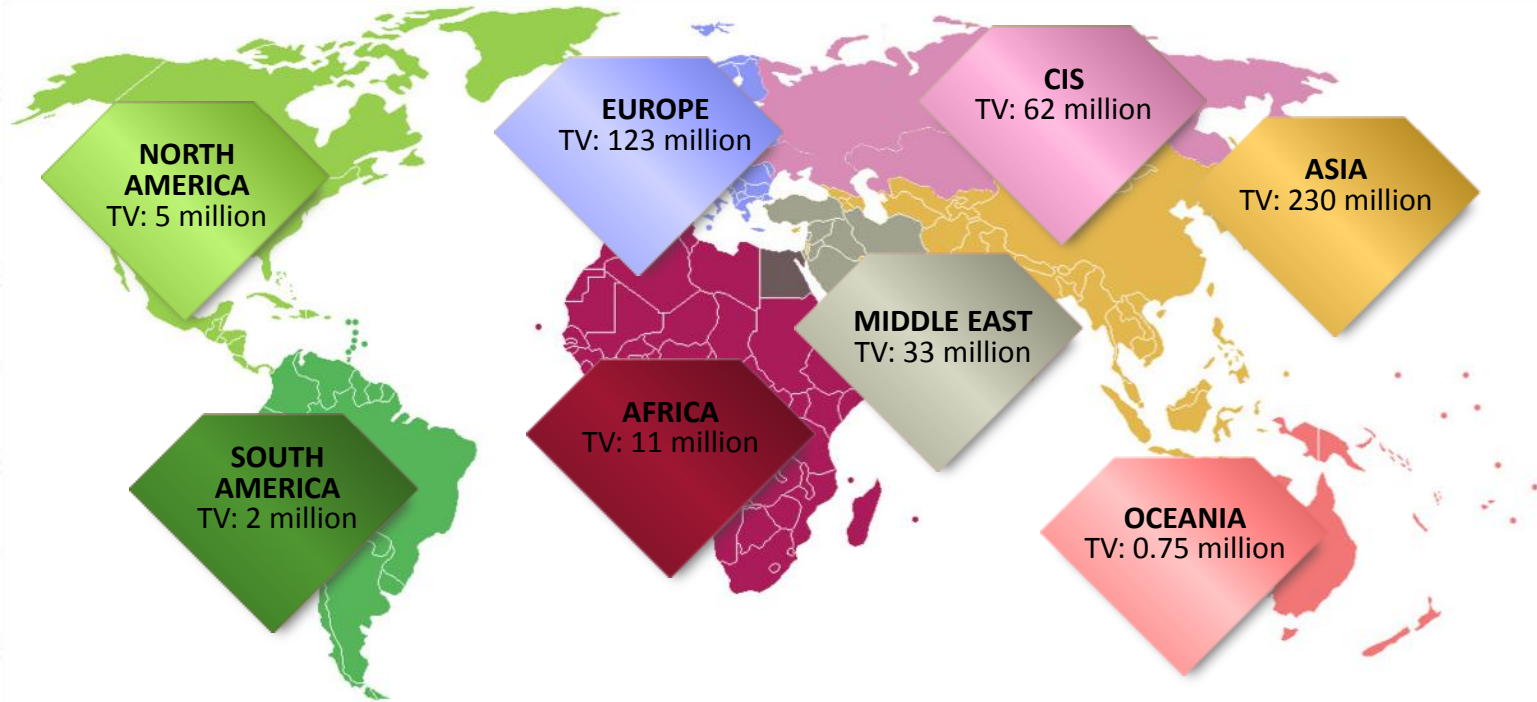 NORTH
AMERICA
TV: 5 million
EUROPE
TV: 123 million
CIS
TV: 62 million
ASIA
TV: 230 million
MIDDLE EAST
TV: 33 million
AFRICA
TV: 11 million
SOUTH
AMERICA
TV: 2 million
OCEANIA
TV: 0.75 million